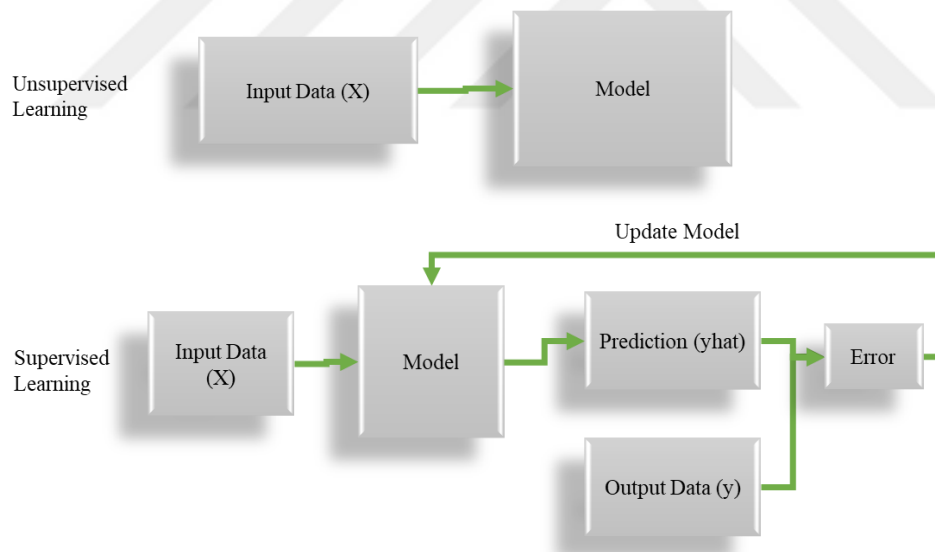 Unsupervised
Learning
Input Data (X)
Model
Update Model
Supervised
Learning
Input Data
(X)
Model
Prediction (yhat)
Error
Output Data (y)